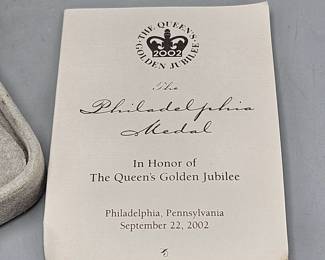 THE QUEEN'S
GOLDEN JUBILEE
2002
The
Philadelphia
Medal
In Honor of
The Queen's Golden Jubilee
Philadelphia, Pennsylvania
September 22, 2002